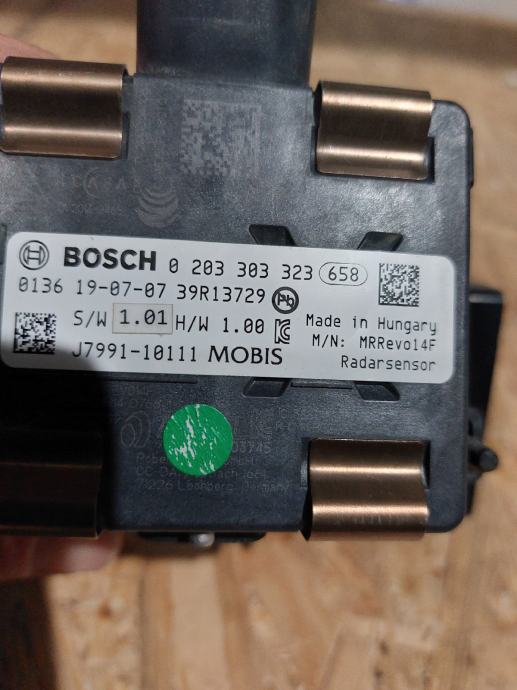 BOSCH 0 203 303 323 658
0136 19-07-07 39R13729 Pb
S/W 1.01 H/W 1.00
J7991-10111 MOBIS
Made in Hungary
M/N: MRRevo14F
Radarsensor